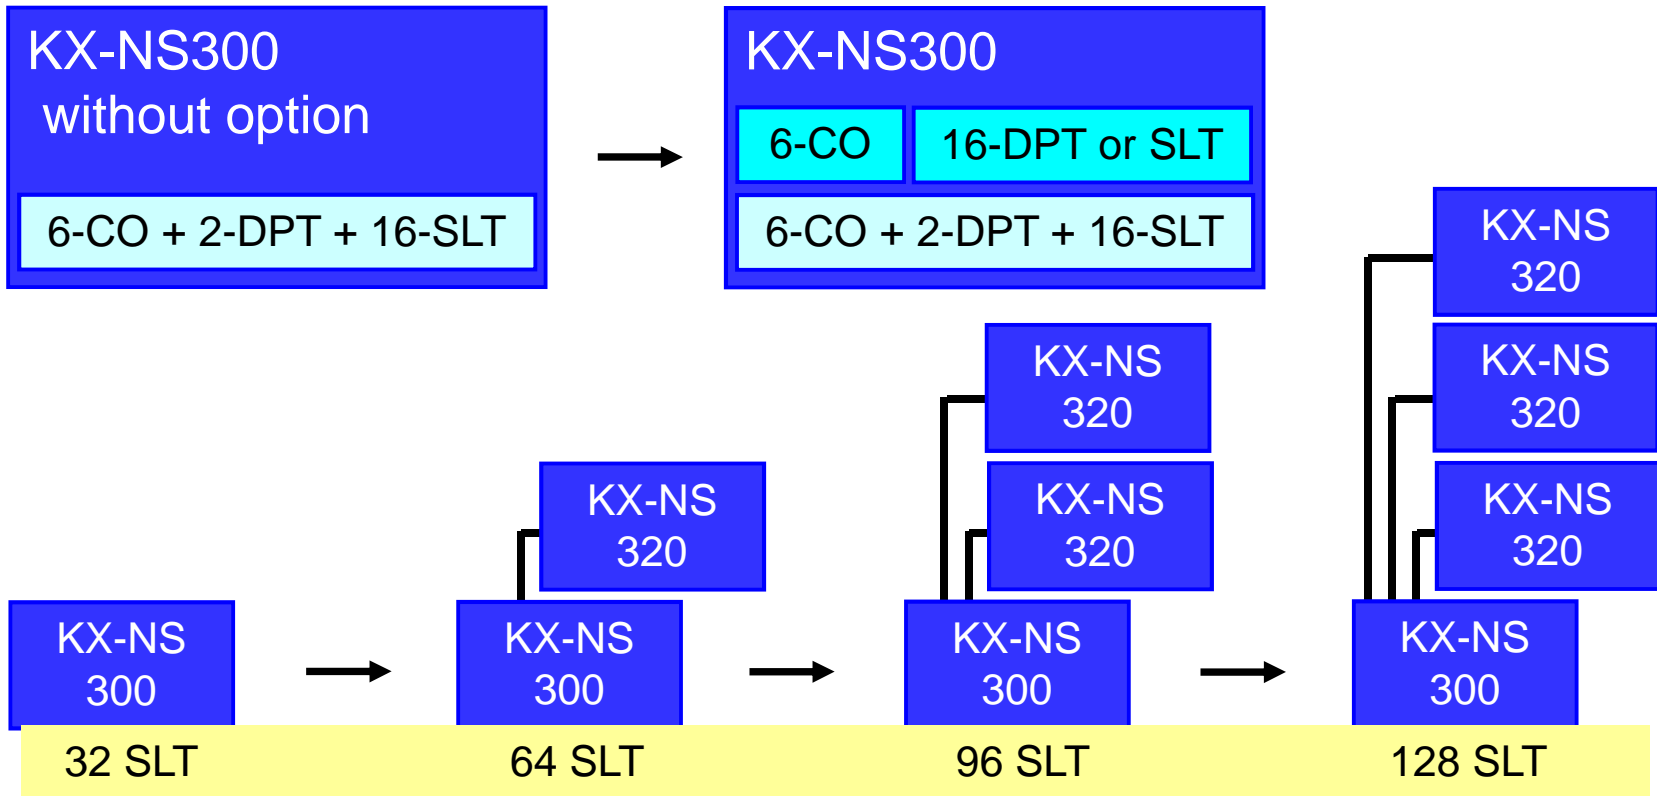 KX-NS300
without option
6-CO + 2-DPT + 16-SLT
KX-NS300
6-CO
16-DPT or SLT
6-CO + 2-DPT + 16-SLT
KX-NS
320
KX-NS
320
KX-NS
320
KX-NS
320
KX-NS
320
KX-NS
320
KX-NS
300
KX-NS
300
KX-NS
300
KX-NS
300
32 SLT
64 SLT
96 SLT
128 SLT